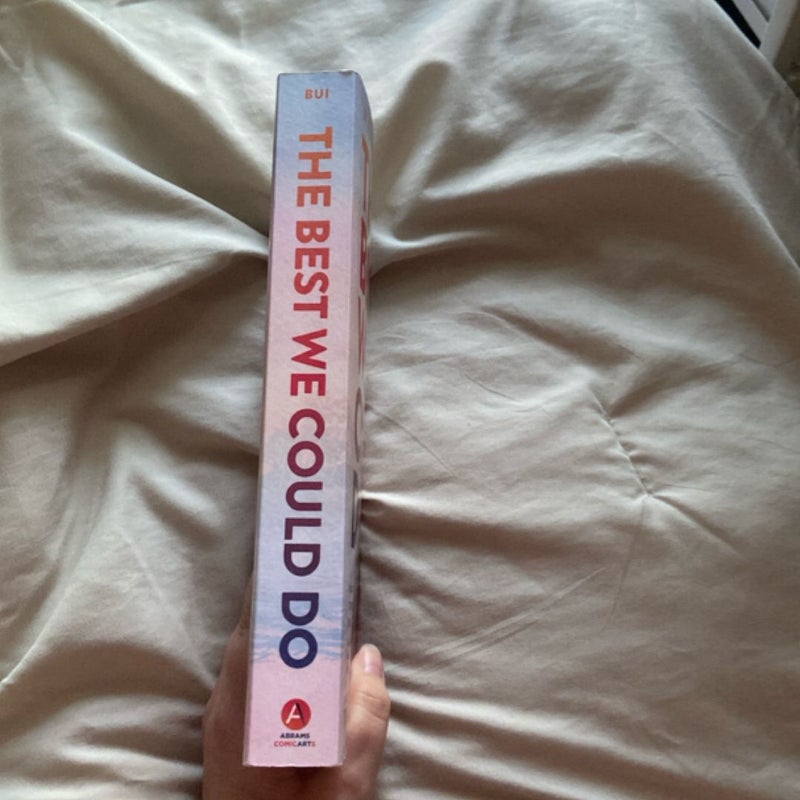 BUI
THE BEST WE COULD DO
A
ABRAMS
COMICARTS